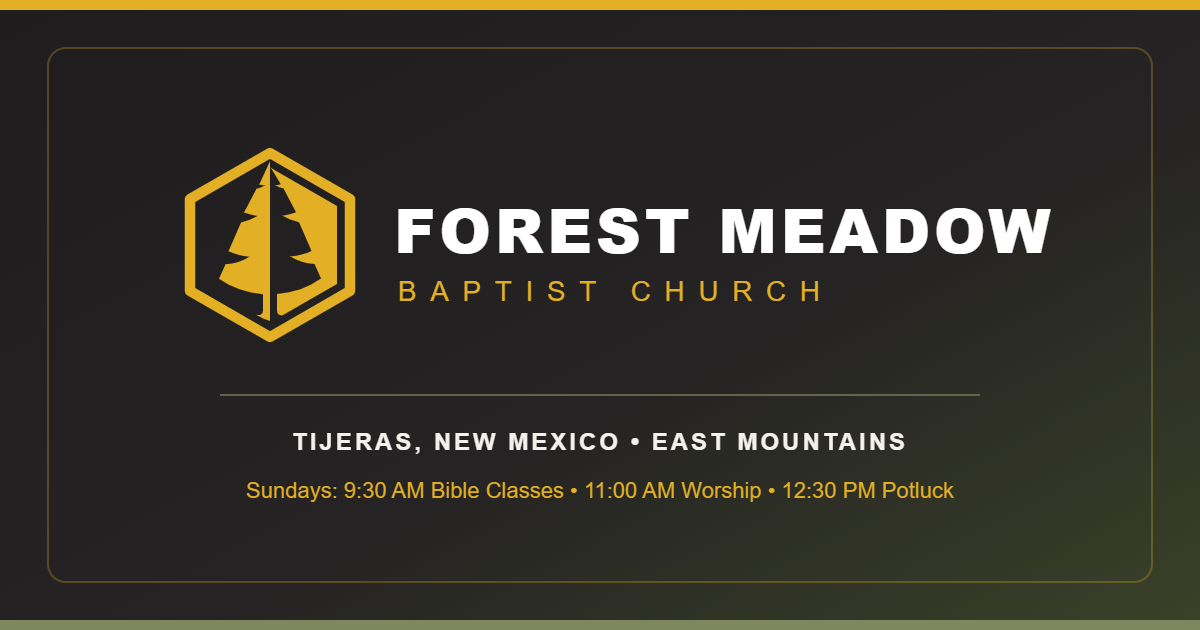 FOREST MEADOW
BAPTIST CHURCH
TIJERAS, NEW MEXICO • EAST MOUNTAINS
Sundays: 9:30 AM Bible Classes • 11:00 AM Worship • 12:30 PM Potluck